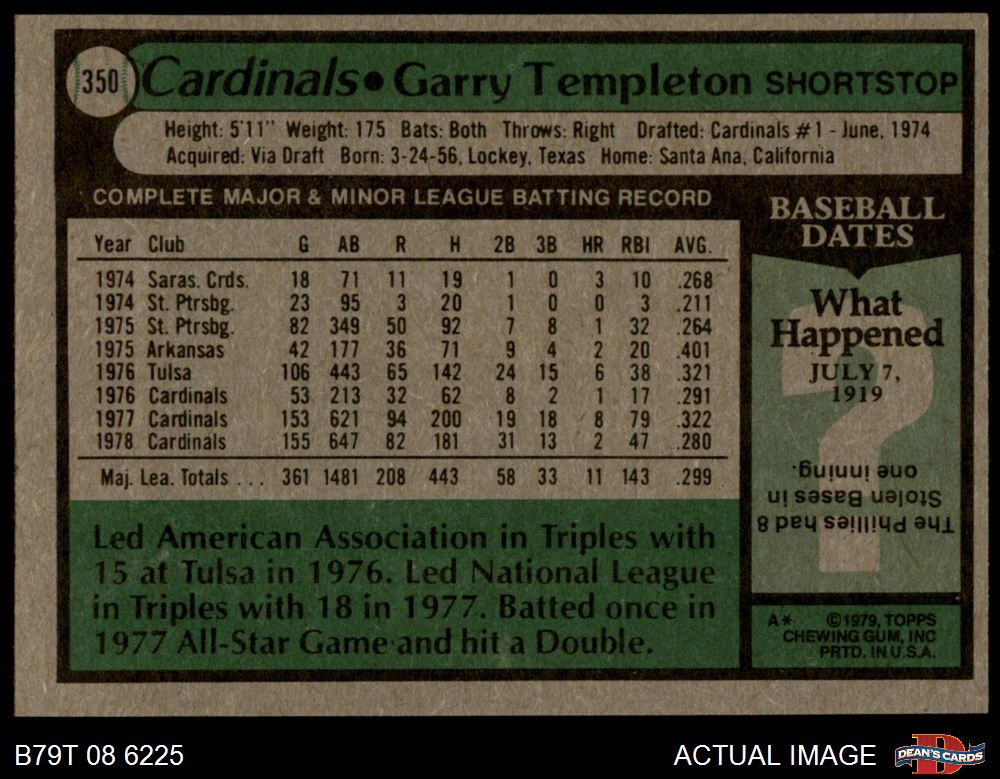 350 Cardinals • Garry Templeton SHORTSTOP
Height: 5'11" Weight: 175 Bats: Both Throws: Right Drafted: Cardinals #1 - June, 1974
Acquired: Via Draft Born: 3-24-56, Lockey, Texas Home: Santa Ana, California
COMPLETE MAJOR & MINOR LEAGUE BATTING RECORD
Year Club G AB R H 2B 3B HR RBI AVG.
1974 Saras. Crds. 18 71 11 19 1 0 3 10 .268
1974 St. Ptrsbg. 23 95 3 20 1 0 0 3 .211
1975 St. Ptrsbg. 82 349 50 92 7 8 1 32 .264
1975 Arkansas 42 177 36 71 9 4 2 20 .401
1976 Tulsa 106 443 65 142 24 15 6 38 .321
1976 Cardinals 53 213 32 62 8 2 1 17 .291
1977 Cardinals 153 621 94 200 19 18 8 79 .322
1978 Cardinals 155 647 82 181 31 13 2 47 .280
Maj. Lea. Totals . . . 361 1481 208 443 58 33 11 143 .299
Led American Association in Triples with
15 at Tulsa in 1976. Led National League
in Triples with 18 in 1977. Batted once in
1977 All-Star Game and hit a Double.
BASEBALL
DATES
What
Happened
JULY 7,
1919
?
The Phillies had 8
Stolen Bases in
one inning.
A* ©1979, TOPPS
CHEWING GUM, INC
PRTD. IN U.S.A.
B79T 08 6225
ACTUAL IMAGE
D
DEAN'S CARDS